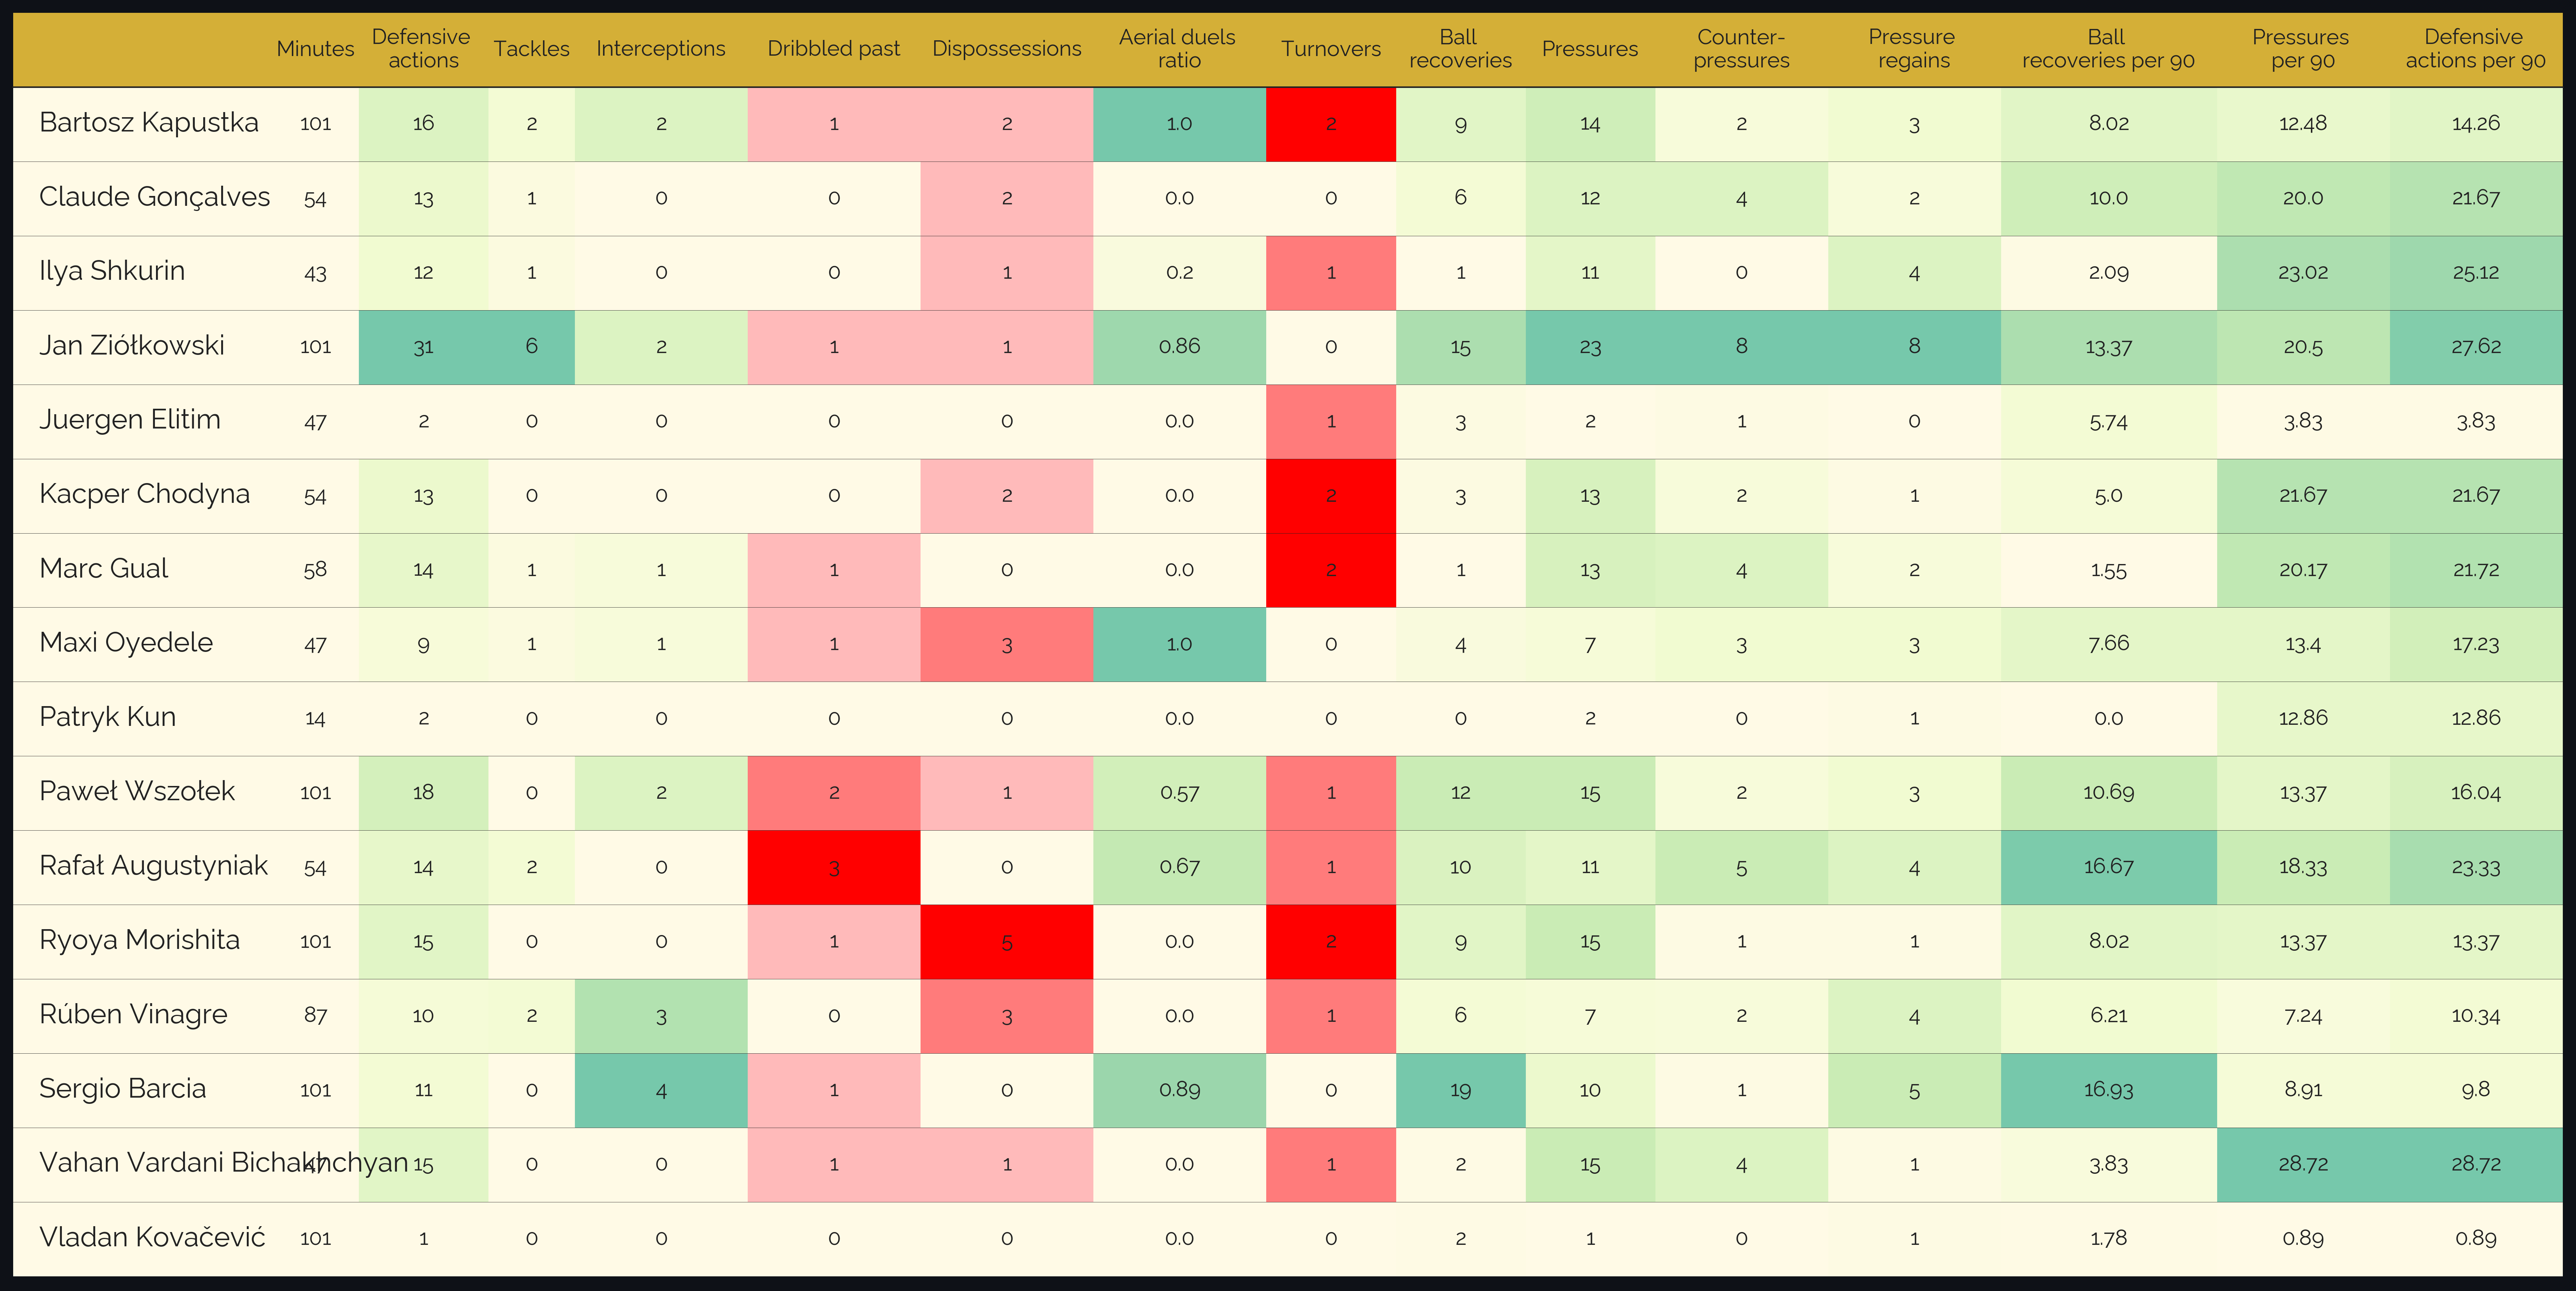 Minutes Defensive actions Tackles Interceptions Dribbled past Dispossessions Aerial duels ratio Turnovers Ball recoveries Pressures Counter-pressures Pressure regains Ball recoveries per 90 Pressures per 90 Defensive actions per 90
Bartosz Kapustka 101 16 2 2 1 2 1.0 2 9 14 2 3 8.02 12.48 14.26
Claude Gonçalves 54 13 1 0 0 2 0.0 0 6 12 4 2 10.0 20.0 21.67
Ilya Shkurin 43 12 1 0 0 1 0.2 1 1 11 0 4 2.09 23.02 25.12
Jan Ziółkowski 101 31 6 2 1 1 0.86 0 15 23 8 8 13.37 20.5 27.62
Juergen Elitim 47 2 0 0 0 0 0.0 1 3 2 1 0 5.74 3.83 3.83
Kacper Chodyna 54 13 0 0 0 2 0.0 2 3 13 2 1 5.0 21.67 21.67
Marc Gual 58 14 1 1 1 0 0.0 2 1 13 4 2 1.55 20.17 21.72
Maxi Oyedele 47 9 1 1 1 3 1.0 0 4 7 3 3 7.66 13.4 17.23
Patryk Kun 14 2 0 0 0 0 0.0 0 0 2 0 1 0.0 12.86 12.86
Paweł Wszołek 101 18 0 2 2 1 0.57 1 12 15 2 3 10.69 13.37 16.04
Rafał Augustyniak 54 14 2 0 3 0 0.67 1 10 11 5 4 16.67 18.33 23.33
Ryoya Morishita 101 15 0 0 1 5 0.0 2 9 15 1 1 8.02 13.37 13.37
Rúben Vinagre 87 10 2 3 0 3 0.0 1 6 7 2 4 6.21 7.24 10.34
Sergio Barcia 101 11 0 4 1 0 0.89 0 19 10 1 5 16.93 8.91 9.8
Vahan Vardani Bichakhchyan 47 15 0 0 1 1 0.0 1 2 15 4 1 3.83 28.72 28.72
Vladan Kovačević 101 1 0 0 0 0 0.0 0 2 1 0 1 1.78 0.89 0.89